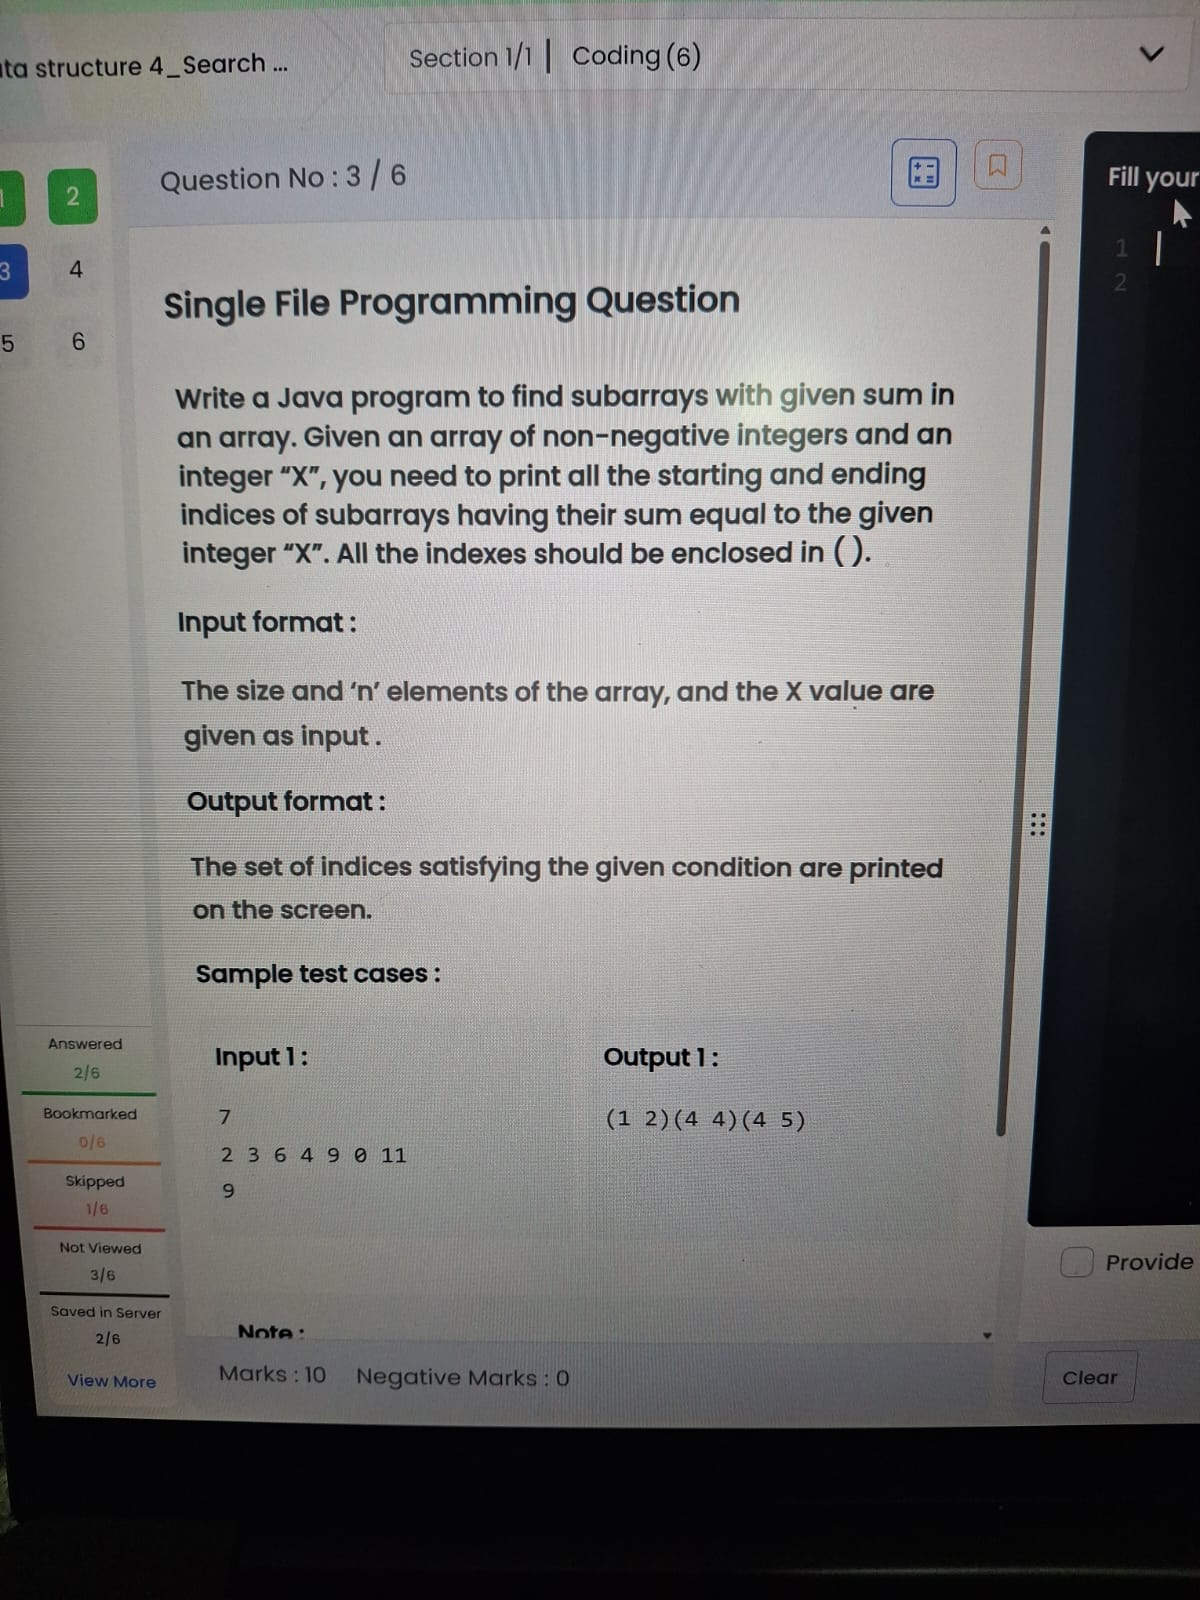 ta structure 4_Search ...
Section 1/1 | Coding (6)
1
2
3
4
5
6
Question No : 3 / 6
Single File Programming Question
Write a Java program to find subarrays with given sum in
an array. Given an array of non-negative integers and an
integer “X”, you need to print all the starting and ending
indices of subarrays having their sum equal to the given
integer “X”. All the indexes should be enclosed in ( ).
Input format :
The size and ‘n’ elements of the array, and the X value are
given as input .
Output format :
The set of indices satisfying the given condition are printed
on the screen.
Sample test cases :
Input 1 :
7
2 3 6 4 9 0 11
9
Output 1 :
(1 2)(4 4)(4 5)
Note :
Marks : 10 Negative Marks : 0
Answered
2/6
Bookmarked
0/6
Skipped
1/6
Not Viewed
3/6
Saved in Server
2/6
View More
Fill your
1
2
Provide
Clear